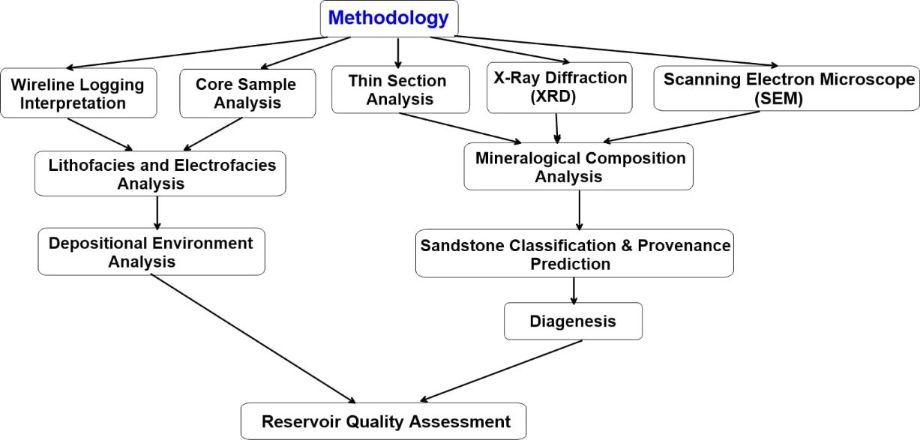 Methodology
Wireline Logging
Interpretation
Core Sample
Analysis
Thin Section
Analysis
X-Ray Diffraction
(XRD)
Scanning Electron Microscope
(SEM)
Lithofacies and Electrofacies
Analysis
Mineralogical Composition
Analysis
Depositional Environment
Analysis
Sandstone Classification & Provenance
Prediction
Diagenesis
Reservoir Quality Assessment